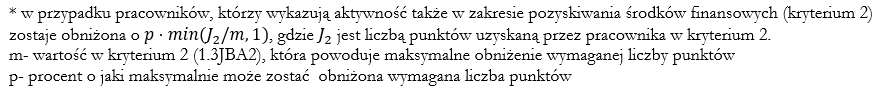 * w przypadku pracowników, którzy wykazują aktywność także w zakresie pozyskiwania środków finansowych (kryterium 2)
zostaje obniżona o p · min(J₂/m, 1), gdzie J₂ jest liczbą punktów uzyskaną przez pracownika w kryterium 2.
m- wartość w kryterium 2 (1.3JBA2), która powoduje maksymalne obniżenie wymaganej liczby punktów
p- procent o jaki maksymalnie może zostać obniżona wymagana liczba punktów